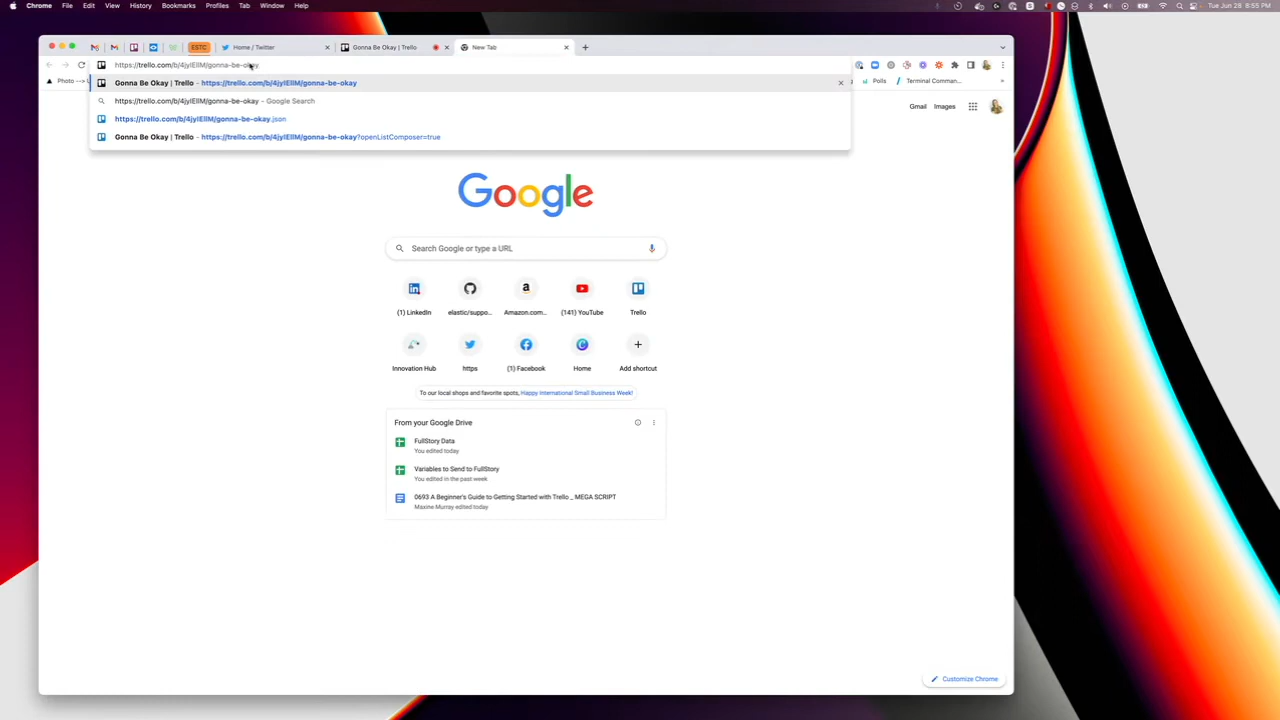 Chrome File Edit View History Bookmarks Profiles Tab Window Help Tue Jun 28 8:55 PM
ESTC Home / Twitter Gonna Be Okay | Trello New Tab
https://trello.com/b/4jyIEllM/gonna-be-okay
Photo --> Polls Terminal Comman...
Gonna Be Okay | Trello - https://trello.com/b/4jyIEllM/gonna-be-okay
https://trello.com/b/4jyIEllM/gonna-be-okay - Google Search
https://trello.com/b/4jyIEllM/gonna-be-okay.json
Gonna Be Okay | Trello - https://trello.com/b/4jyIEllM/gonna-be-okay?openListComposer=true
Gmail Images
Google
Search Google or type a URL
(1) LinkedIn elastic/suppo... Amazon.com... (141) YouTube Trello
Innovation Hub https (1) Facebook Home Add shortcut
To our local shops and favorite spots, Happy International Small Business Week!
From your Google Drive
FullStory Data
You edited today
Variables to Send to FullStory
You edited in the past week
0693 A Beginner's Guide to Getting Started with Trello _ MEGA SCRIPT
Maxine Murray edited today
Customize Chrome